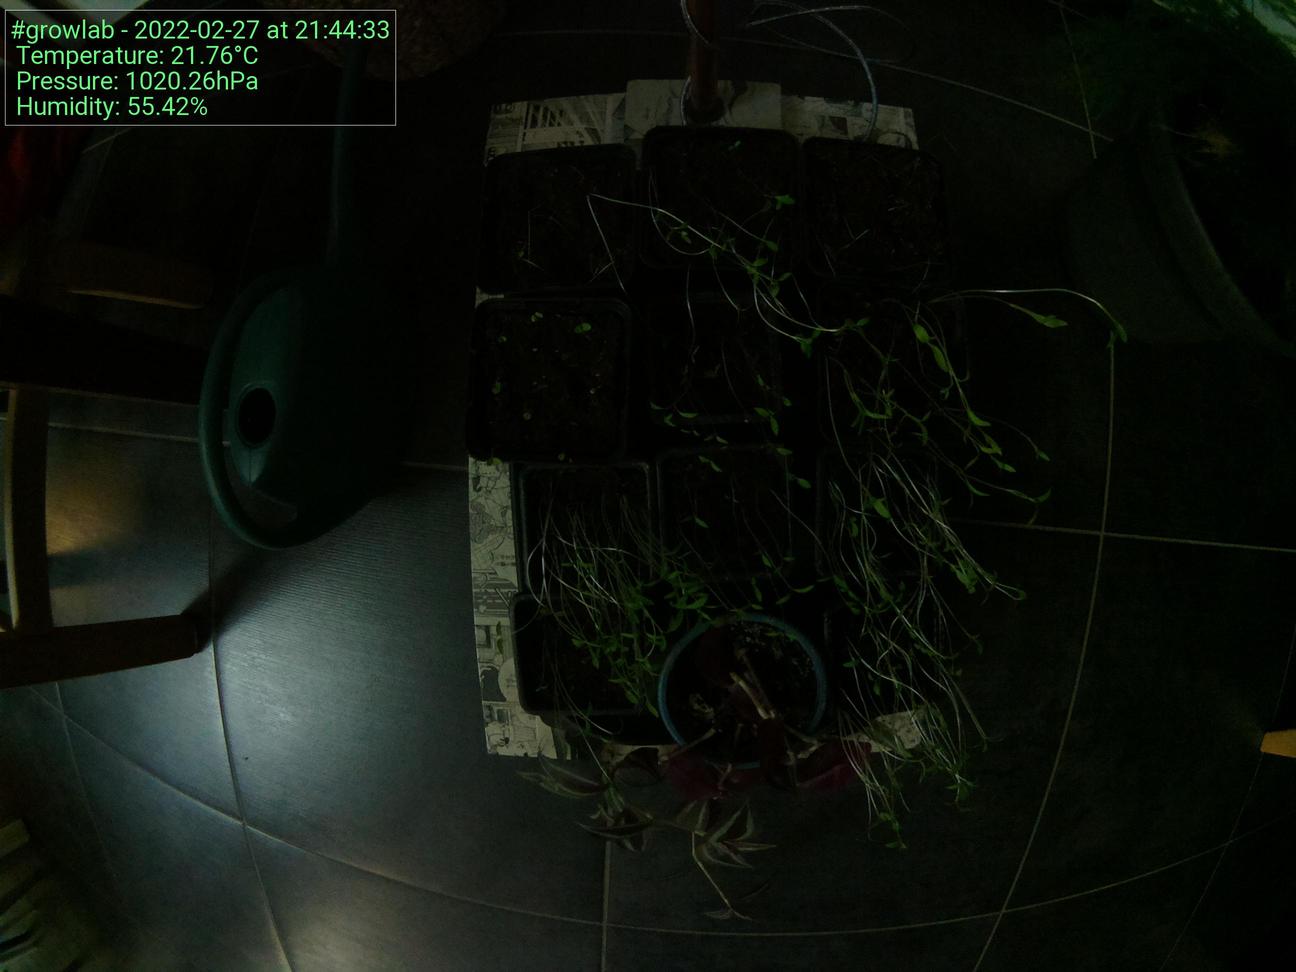 #growlab - 2022-02-27 at 21:44:33
Temperature: 21.76°C
Pressure: 1020.26hPa
Humidity: 55.42%